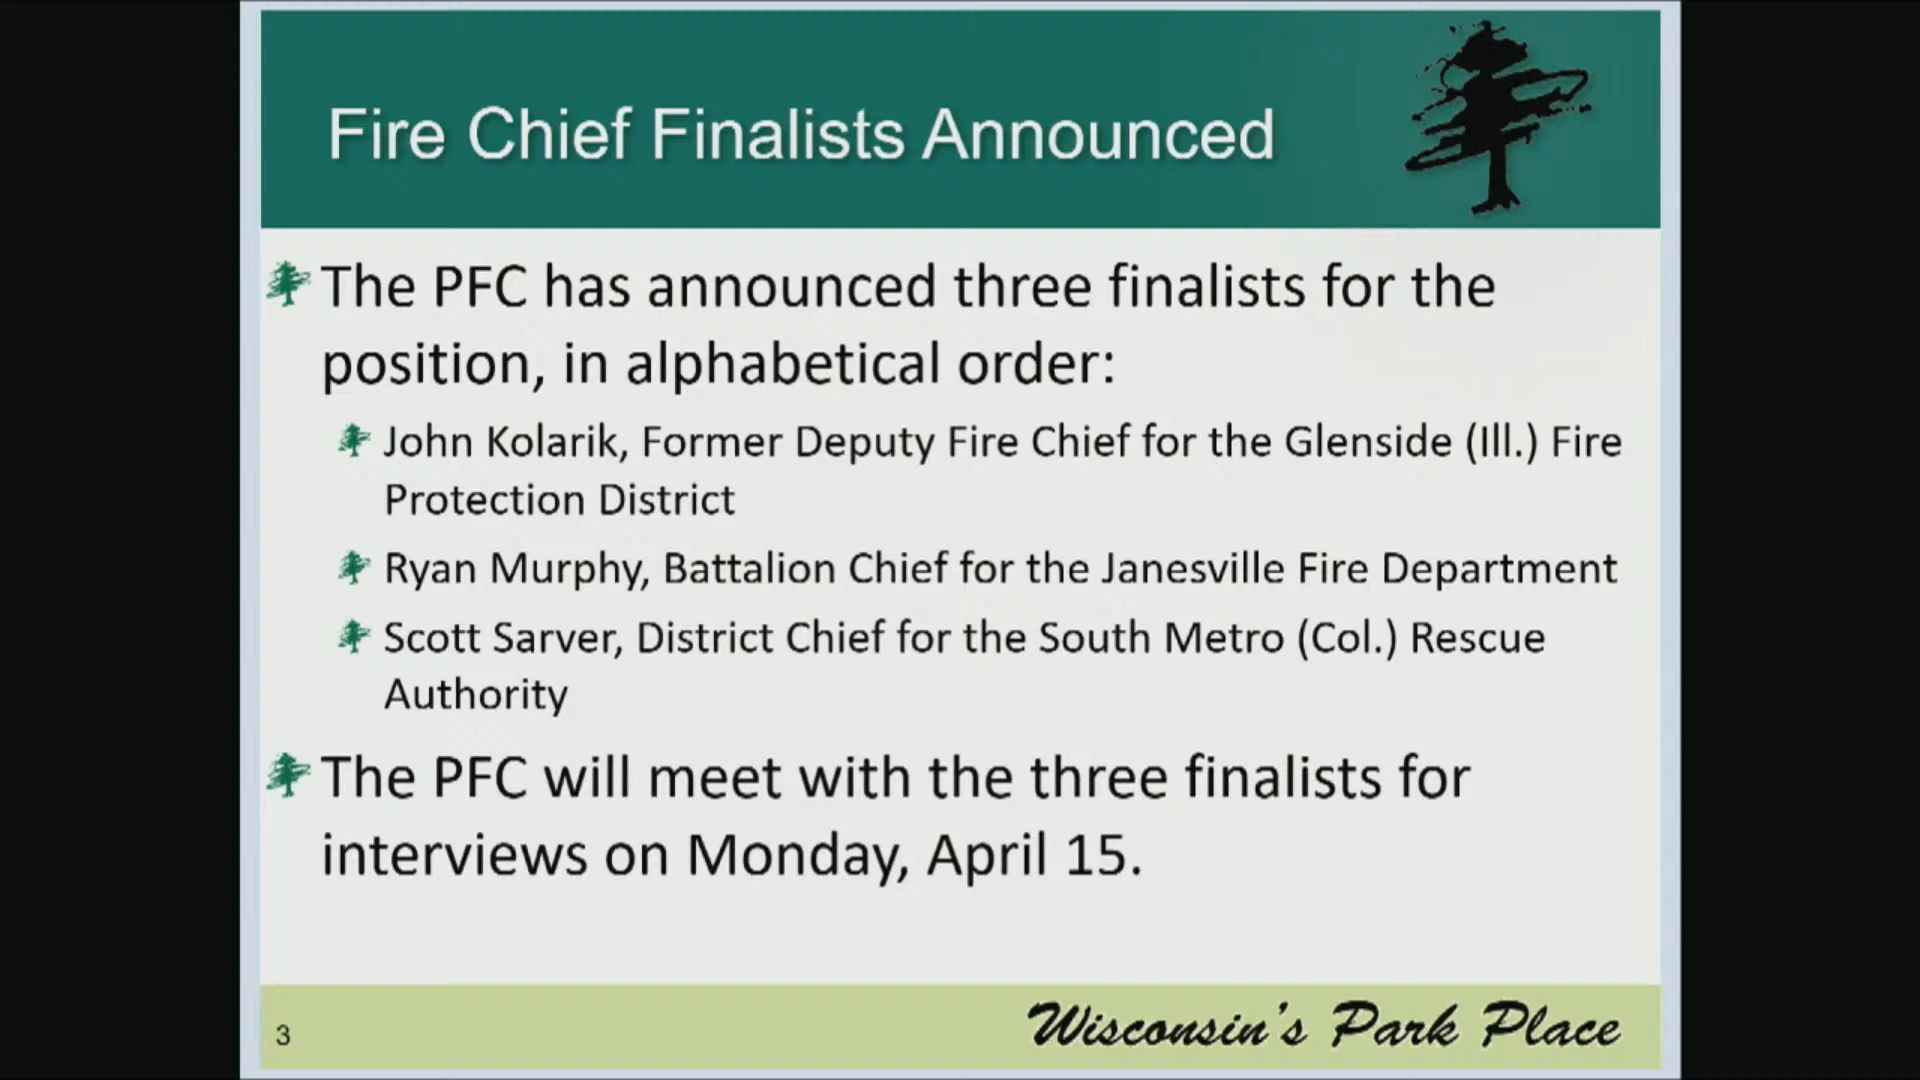 Fire Chief Finalists Announced
The PFC has announced three finalists for the
position, in alphabetical order:
John Kolarik, Former Deputy Fire Chief for the Glenside (Ill.) Fire
Protection District
Ryan Murphy, Battalion Chief for the Janesville Fire Department
Scott Sarver, District Chief for the South Metro (Col.) Rescue
Authority
The PFC will meet with the three finalists for
interviews on Monday, April 15.
3
Wisconsin's Park Place